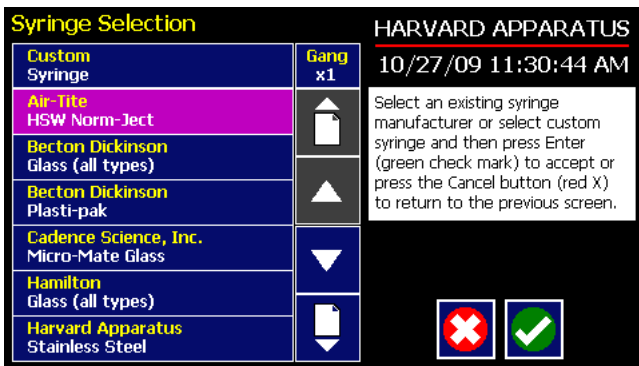 Syringe Selection
Custom
Syringe
Gang
x1
Air-Tite
HSW Norm-Ject
Becton Dickinson
Glass (all types)
Becton Dickinson
Plasti-pak
Cadence Science, Inc.
Micro-Mate Glass
Hamilton
Glass (all types)
Harvard Apparatus
Stainless Steel
HARVARD APPARATUS
10/27/09 11:30:44 AM
Select an existing syringe
manufacturer or select custom
syringe and then press Enter
(green check mark) to accept or
press the Cancel button (red X)
to return to the previous screen.